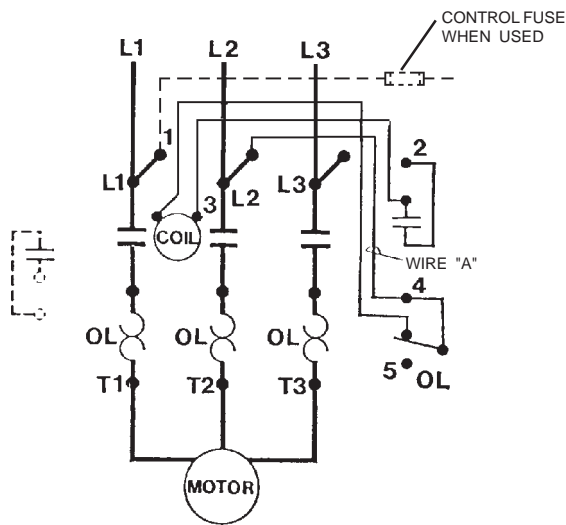 CONTROL FUSE
WHEN USED
L1 L2 L3
1
2
L1 3 L2 L3
COIL
WIRE "A"
4
OL OL OL
5 OL
T1 T2 T3
MOTOR